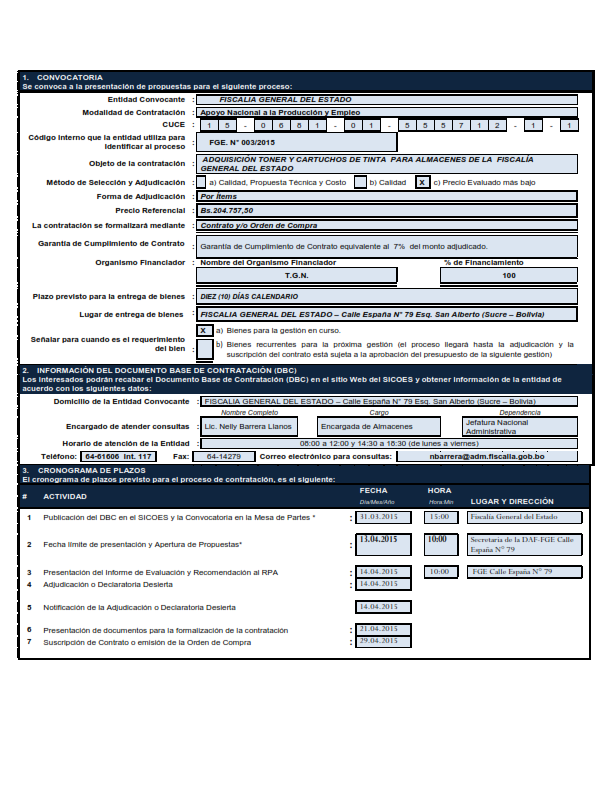 1. CONVOCATORIA
Se convoca a la presentación de propuestas para el siguiente proceso:
Entidad Convocante : FISCALIA GENERAL DEL ESTADO
Modalidad de Contratación : Apoyo Nacional a la Producción y Empleo
CUCE : 1 5 - 0 6 8 1 - 0 1 - 5 5 5 7 1 2 - 1 - 1
Código interno que la entidad utiliza para
Identificar al proceso : FGE. N° 003/2015
Objeto de la contratación : ADQUISICIÓN TONER Y CARTUCHOS DE TINTA PARA ALMACENES DE LA FISCALÍA
GENERAL DEL ESTADO
Método de Selección y Adjudicación : a) Calidad, Propuesta Técnica y Costo b) Calidad X c) Precio Evaluado más bajo
Forma de Adjudicación : Por Ítems
Precio Referencial : Bs.204.757,50
La contratación se formalizará mediante : Contrato y/o Orden de Compra
Garantía de Cumplimiento de Contrato : Garantía de Cumplimiento de Contrato equivalente al 7% del monto adjudicado.
Organismo Financiador : Nombre del Organismo Financiador % de Financiamiento
T.G.N. 100
Plazo previsto para la entrega de bienes : DIEZ (10) DÍAS CALENDARIO
Lugar de entrega de bienes : FISCALIA GENERAL DEL ESTADO – Calle España N° 79 Esq. San Alberto (Sucre – Bolivia)
X a) Bienes para la gestión en curso.
Señalar para cuando es el requerimiento
del bien : b) Bienes recurrentes para la próxima gestión (el proceso llegará hasta la adjudicación y la
suscripción del contrato está sujeta a la aprobación del presupuesto de la siguiente gestión)
2. INFORMACIÓN DEL DOCUMENTO BASE DE CONTRATACIÓN (DBC)
Los interesados podrán recabar el Documento Base de Contratación (DBC) en el sitio Web del SICOES y obtener información de la entidad de
acuerdo con los siguientes datos:
Domicilio de la Entidad Convocante : FISCALIA GENERAL DEL ESTADO – Calle España N° 79 Esq. San Alberto (Sucre – Bolivia)
Nombre Completo Cargo Dependencia
Encargado de atender consultas : Lic. Nelly Barrera Llanos Encargada de Almacenes Jefatura Nacional
Administrativa
Horario de atención de la Entidad : 08:00 a 12:00 y 14:30 a 18:30 (de lunes a viernes)
Teléfono: 64-61606 int. 117 Fax: 64-14279 Correo electrónico para consultas: nbarrera@adm.fiscalia.gob.bo
3. CRONOGRAMA DE PLAZOS
El cronograma de plazos previsto para el proceso de contratación, es el siguiente:
# ACTIVIDAD FECHA HORA LUGAR Y DIRECCIÓN
Día/Mes/Año Hora:Min
1 Publicación del DBC en el SICOES y la Convocatoria en la Mesa de Partes * : 31.03.2015 15:00 Fiscalía General del Estado
2 Fecha límite de presentación y Apertura de Propuestas* : 13.04.2015 10:00 Secretaria de la DAF-FGE Calle
España N° 79
3 Presentación del Informe de Evaluación y Recomendación al RPA : 14.04.2015 10:00 FGE Calle España N° 79
4 Adjudicación o Declaratoria Desierta : 14.04.2015
5 Notificación de la Adjudicación o Declaratoria Desierta 14.04.2015
6 Presentación de documentos para la formalización de la contratación : 21.04.2015
7 Suscripción de Contrato o emisión de la Orden de Compra : 29.04.2015